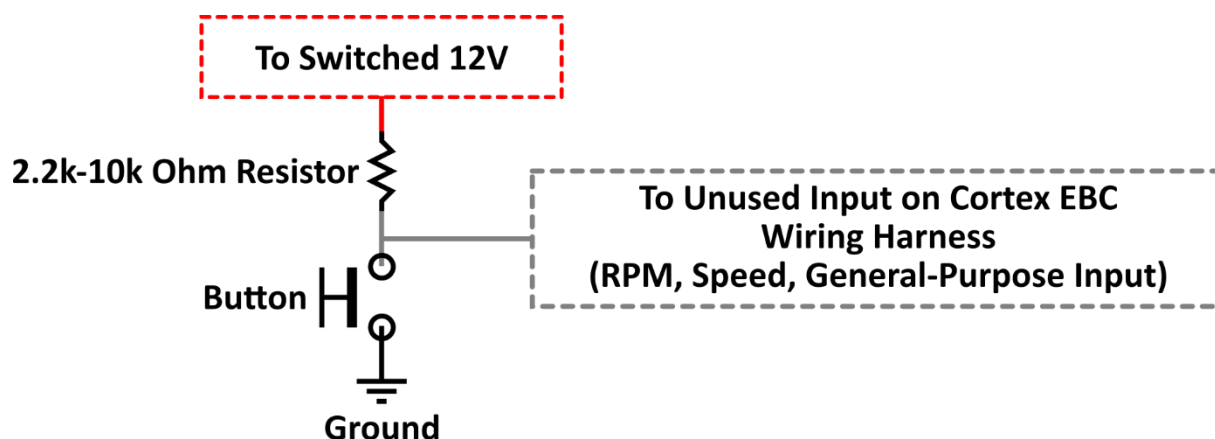 To Switched 12V
2.2k-10k Ohm Resistor
To Unused Input on Cortex EBC
Wiring Harness
(RPM, Speed, General-Purpose Input)
Button
Ground